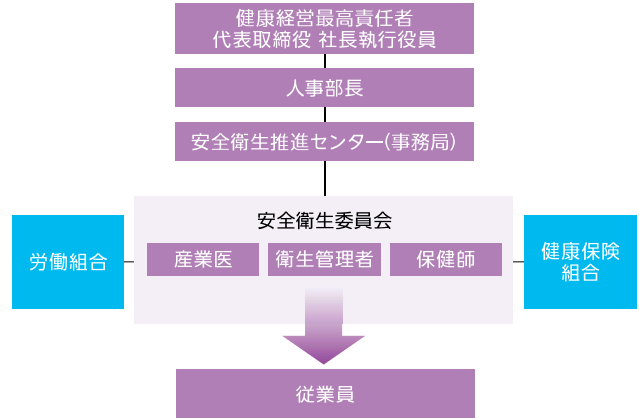 健康経営最高責任者
代表取締役 社長執行役員
人事部長
安全衛生推進センター(事務局)
安全衛生委員会
労働組合
産業医
衛生管理者
保健師
健康保険
組合
従業員